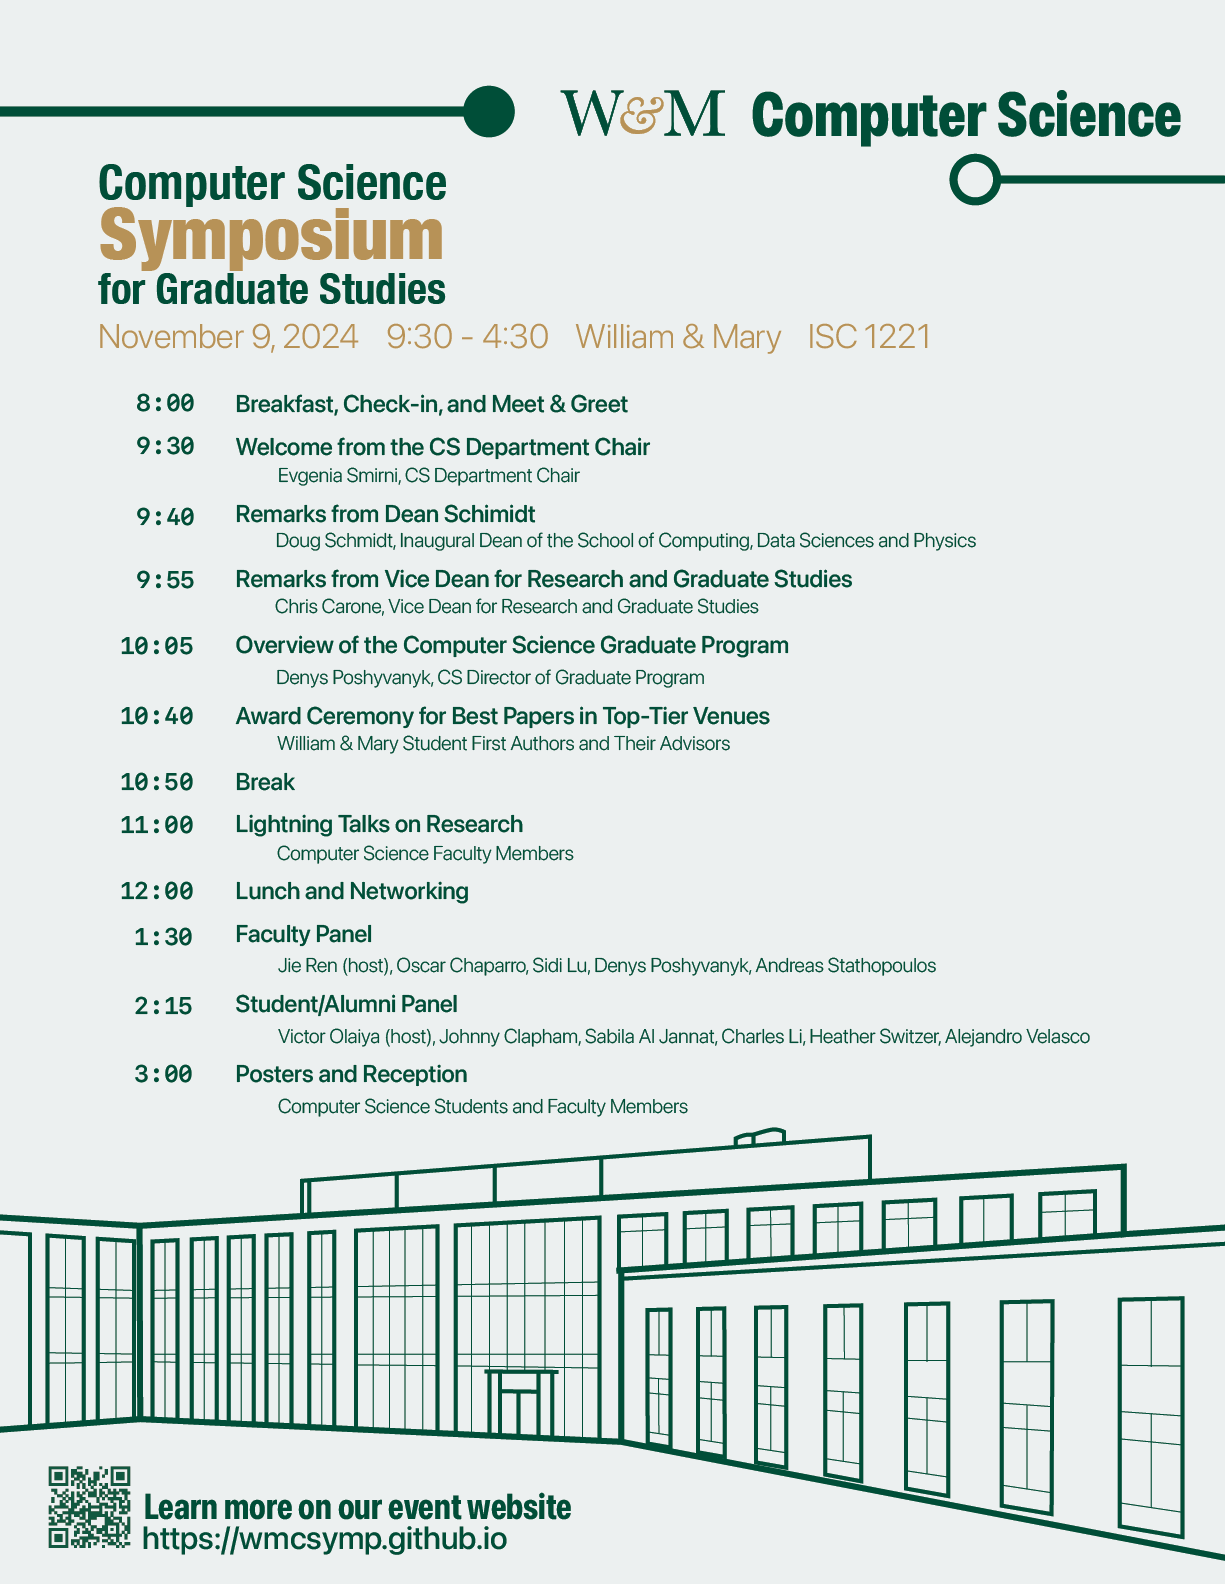 W&M Computer Science
Computer Science
Symposium
for Graduate Studies
November 9, 2024 9:30 - 4:30 William & Mary ISC 1221
8:00 Breakfast, Check-in, and Meet & Greet
9:30 Welcome from the CS Department Chair
Evgenia Smirni, CS Department Chair
9:40 Remarks from Dean Schimidt
Doug Schmidt, Inaugural Dean of the School of Computing, Data Sciences and Physics
9:55 Remarks from Vice Dean for Research and Graduate Studies
Chris Carone, Vice Dean for Research and Graduate Studies
10:05 Overview of the Computer Science Graduate Program
Denys Poshyvanyk, CS Director of Graduate Program
10:40 Award Ceremony for Best Papers in Top-Tier Venues
William & Mary Student First Authors and Their Advisors
10:50 Break
11:00 Lightning Talks on Research
Computer Science Faculty Members
12:00 Lunch and Networking
1:30 Faculty Panel
Jie Ren (host), Oscar Chaparro, Sidi Lu, Denys Poshyvanyk, Andreas Stathopoulos
2:15 Student/Alumni Panel
Victor Olaiya (host), Johnny Clapham, Sabila Al Jannat, Charles Li, Heather Switzer, Alejandro Velasco
3:00 Posters and Reception
Computer Science Students and Faculty Members
Learn more on our event website
https://wmcsymp.github.io